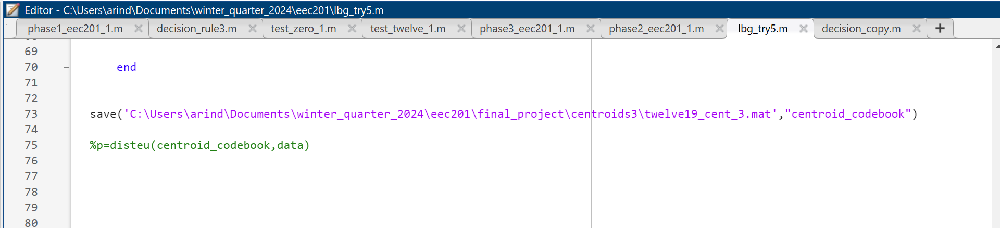 Editor - C:\Users\arind\Documents\winter_quarter_2024\eec201\lbg_try5.m
phase1_eec201_1.m decision_rule3.m test_zero_1.m test_twelve_1.m phase3_eec201_1.m phase2_eec201_1.m lbg_try5.m decision_copy.m +
69
70 end
71
72
73 save('C:\Users\arind\Documents\winter_quarter_2024\eec201\final_project\centroids3\twelve19_cent_3.mat',"centroid_codebook")
74
75 %p=disteu(centroid_codebook,data)
76
77
78
79
80